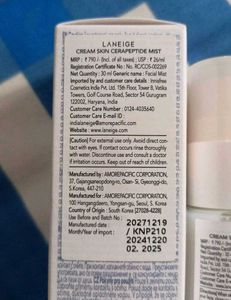 LANEIGE
CREAM SKIN CERAPEPTIDE MIST
MRP : ₹ 790 /- (Incl. of all taxes) ; USP : ₹ 26/ml
Registration Certificate No : RC/COS-002269
Net Quantity : 30 ml Generic name : Facial Mist
Imported and customer care details : Innisfree
Cosmetics India Pvt. Ltd. 15th Floor, Tower B, Vatika
Towers, Golf Course Road, Sector 54 Gurugram
122002, Haryana, India
Customer Care Number : 0124-4035640
Customer Care E-mail ID :
indialaneige@amorepacific.com
Website : www.laneige.com
(Caution) For external use only. Avoid direct con-
tact with eyes. If contact occurs rinse thoroughly
with water. Discontinue use and consult a doctor
if irritation occurs. Keep out of reach of children.
Manufactured by : AMOREPACIFIC CORPORATION.
37, Gajangsaneopdong-ro, Osan-Si, Gyeonggi-do,
S.Korea, 447-210
Manufactured for : AMOREPACIFIC CORPORATION,
100 Hangangdaero, Yongsan-gu, Seoul, S. Korea
Country of Origin : South Korea
Use Before and Batch No :
Manufactured date :
Month/Year of import :
20271219
/ KNP210
20241220
02. 2025
MRP : ₹ 790